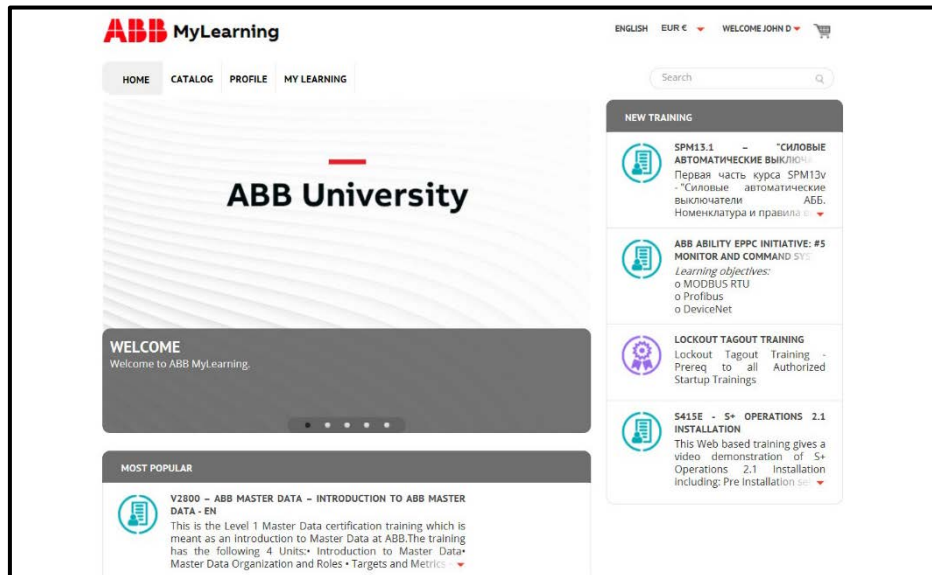 ABB MyLearning
ENGLISH EUR € WELCOME JOHN D
HOME CATALOG PROFILE MY LEARNING
Search
ABB University
WELCOME
Welcome to ABB MyLearning.
MOST POPULAR
V2800 – ABB MASTER DATA – INTRODUCTION TO ABB MASTER
DATA - EN
This is the Level 1 Master Data certification training which is
meant as an introduction to Master Data at ABB.The training
has the following 4 Units:• Introduction to Master Data•
Master Data Organization and Roles • Targets and Metrics
NEW TRAINING
SPM13.1 – "СИЛОВЫЕ
АВТОМАТИЧЕСКИЕ
Первая часть курса SPM13v
- "Силовые автоматические
выключатели АББ.
Номенклатура и правила
ABB ABILITY EPPC INITIATIVE: #5
MONITOR AND COMMAND
Learning objectives:
o MODBUS RTU
o Profibus
o DeviceNet
LOCKOUT TAGOUT TRAINING
Lockout Tagout Training -
Prereq to all Authorized
Startup Trainings
S415E - S+ OPERATIONS 2.1
INSTALLATION
This Web based training gives a
video demonstration of S+
Operations 2.1 Installation
including: Pre Installation